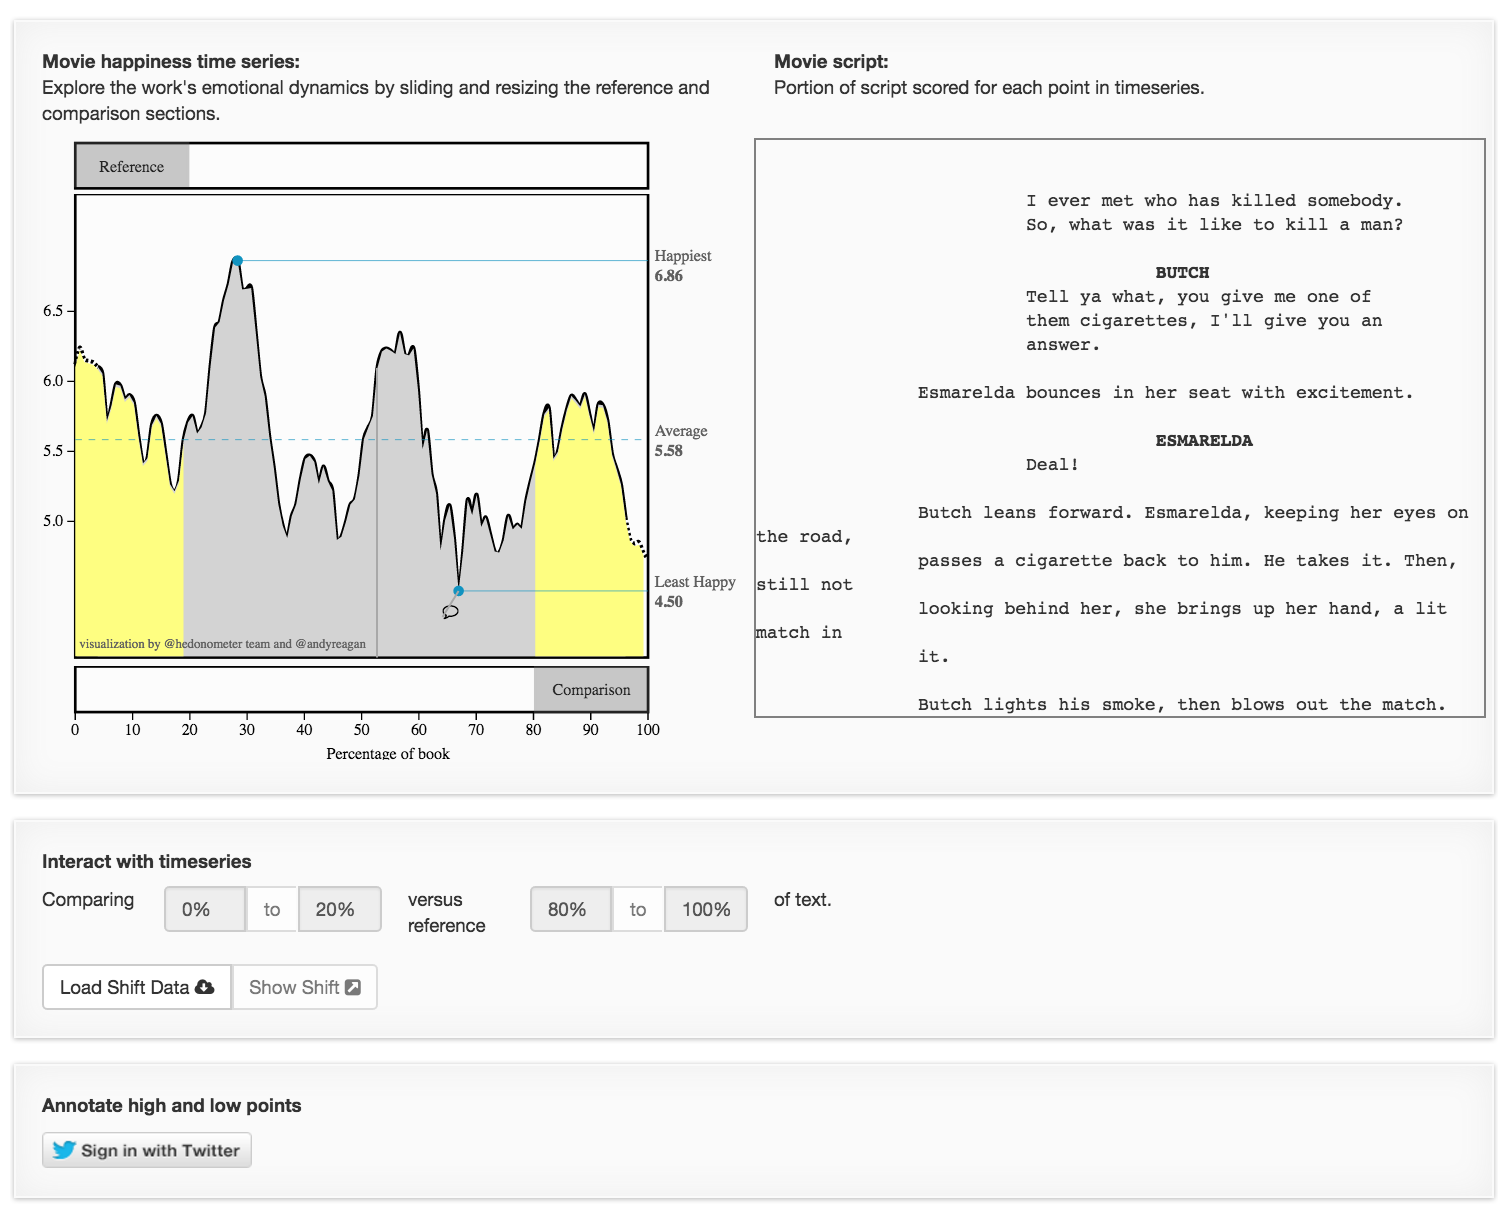 Movie happiness time series:
Explore the work's emotional dynamics by sliding and resizing the reference and
comparison sections.
Reference
Happiest
6.86
6.5
6.0
Average
5.58
5.5
5.0
Least Happy
4.50
visualization by @hedonometer team and @andyreagan
Comparison
0 10 20 30 40 50 60 70 80 90 100
Percentage of book
Movie script:
Portion of script scored for each point in timeseries.
I ever met who has killed somebody.
So, what was it like to kill a man?
BUTCH
Tell ya what, you give me one of
them cigarettes, I'll give you an
answer.
Esmarelda bounces in her seat with excitement.
ESMARELDA
Deal!
Butch leans forward. Esmarelda, keeping her eyes on
the road,
passes a cigarette back to him. He takes it. Then,
still not
looking behind her, she brings up her hand, a lit
match in
it.
Butch lights his smoke, then blows out the match.
Interact with timeseries
Comparing 0% to 20% versus reference 80% to 100% of text.
Load Shift Data Show Shift
Annotate high and low points
Sign in with Twitter